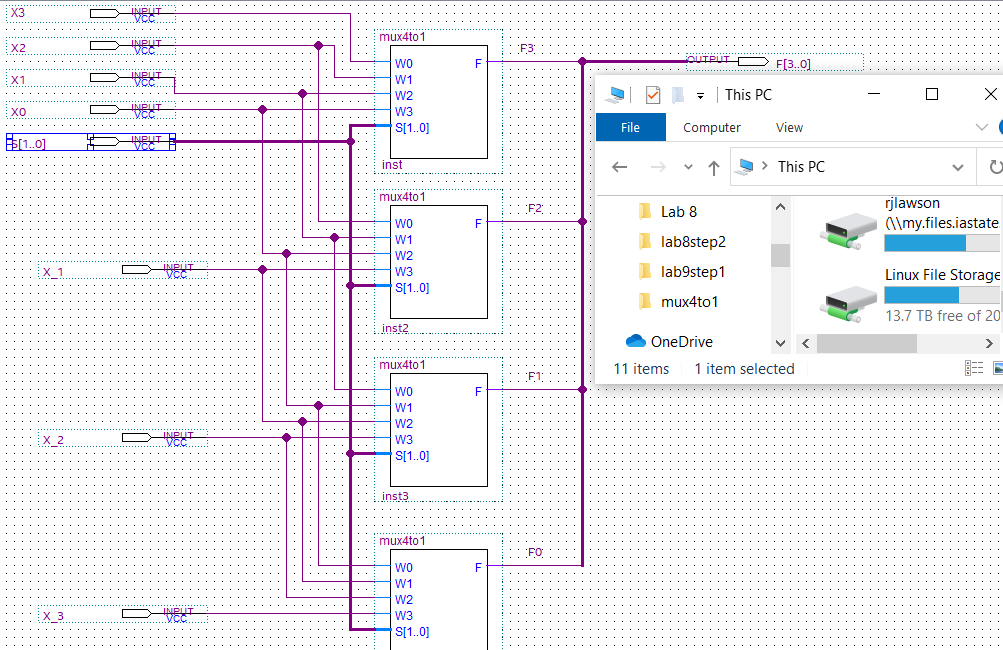 X3 INPUT VCC
X2 INPUT VCC
X1 INPUT VCC
X0 INPUT VCC
S[1..0] INPUT VCC
X_1 INPUT VCC
X_2 INPUT VCC
X_3 INPUT VCC
mux4to1
W0 F
W1
W2
W3
S[1..0]
inst
F3
mux4to1
W0 F
W1
W2
W3
S[1..0]
inst2
F2
mux4to1
W0 F
W1
W2
W3
S[1..0]
inst3
F1
mux4to1
W0 F
W1
W2
W3
S[1..0]
F0
OUTPUT F[3..0]
This PC
File Computer View
This PC
Lab 8
lab8step2
lab9step1
mux4to1
OneDrive
rjlawson
(\\my.files.iastate
Linux File Storage
13.7 TB free of 20
11 items 1 item selected